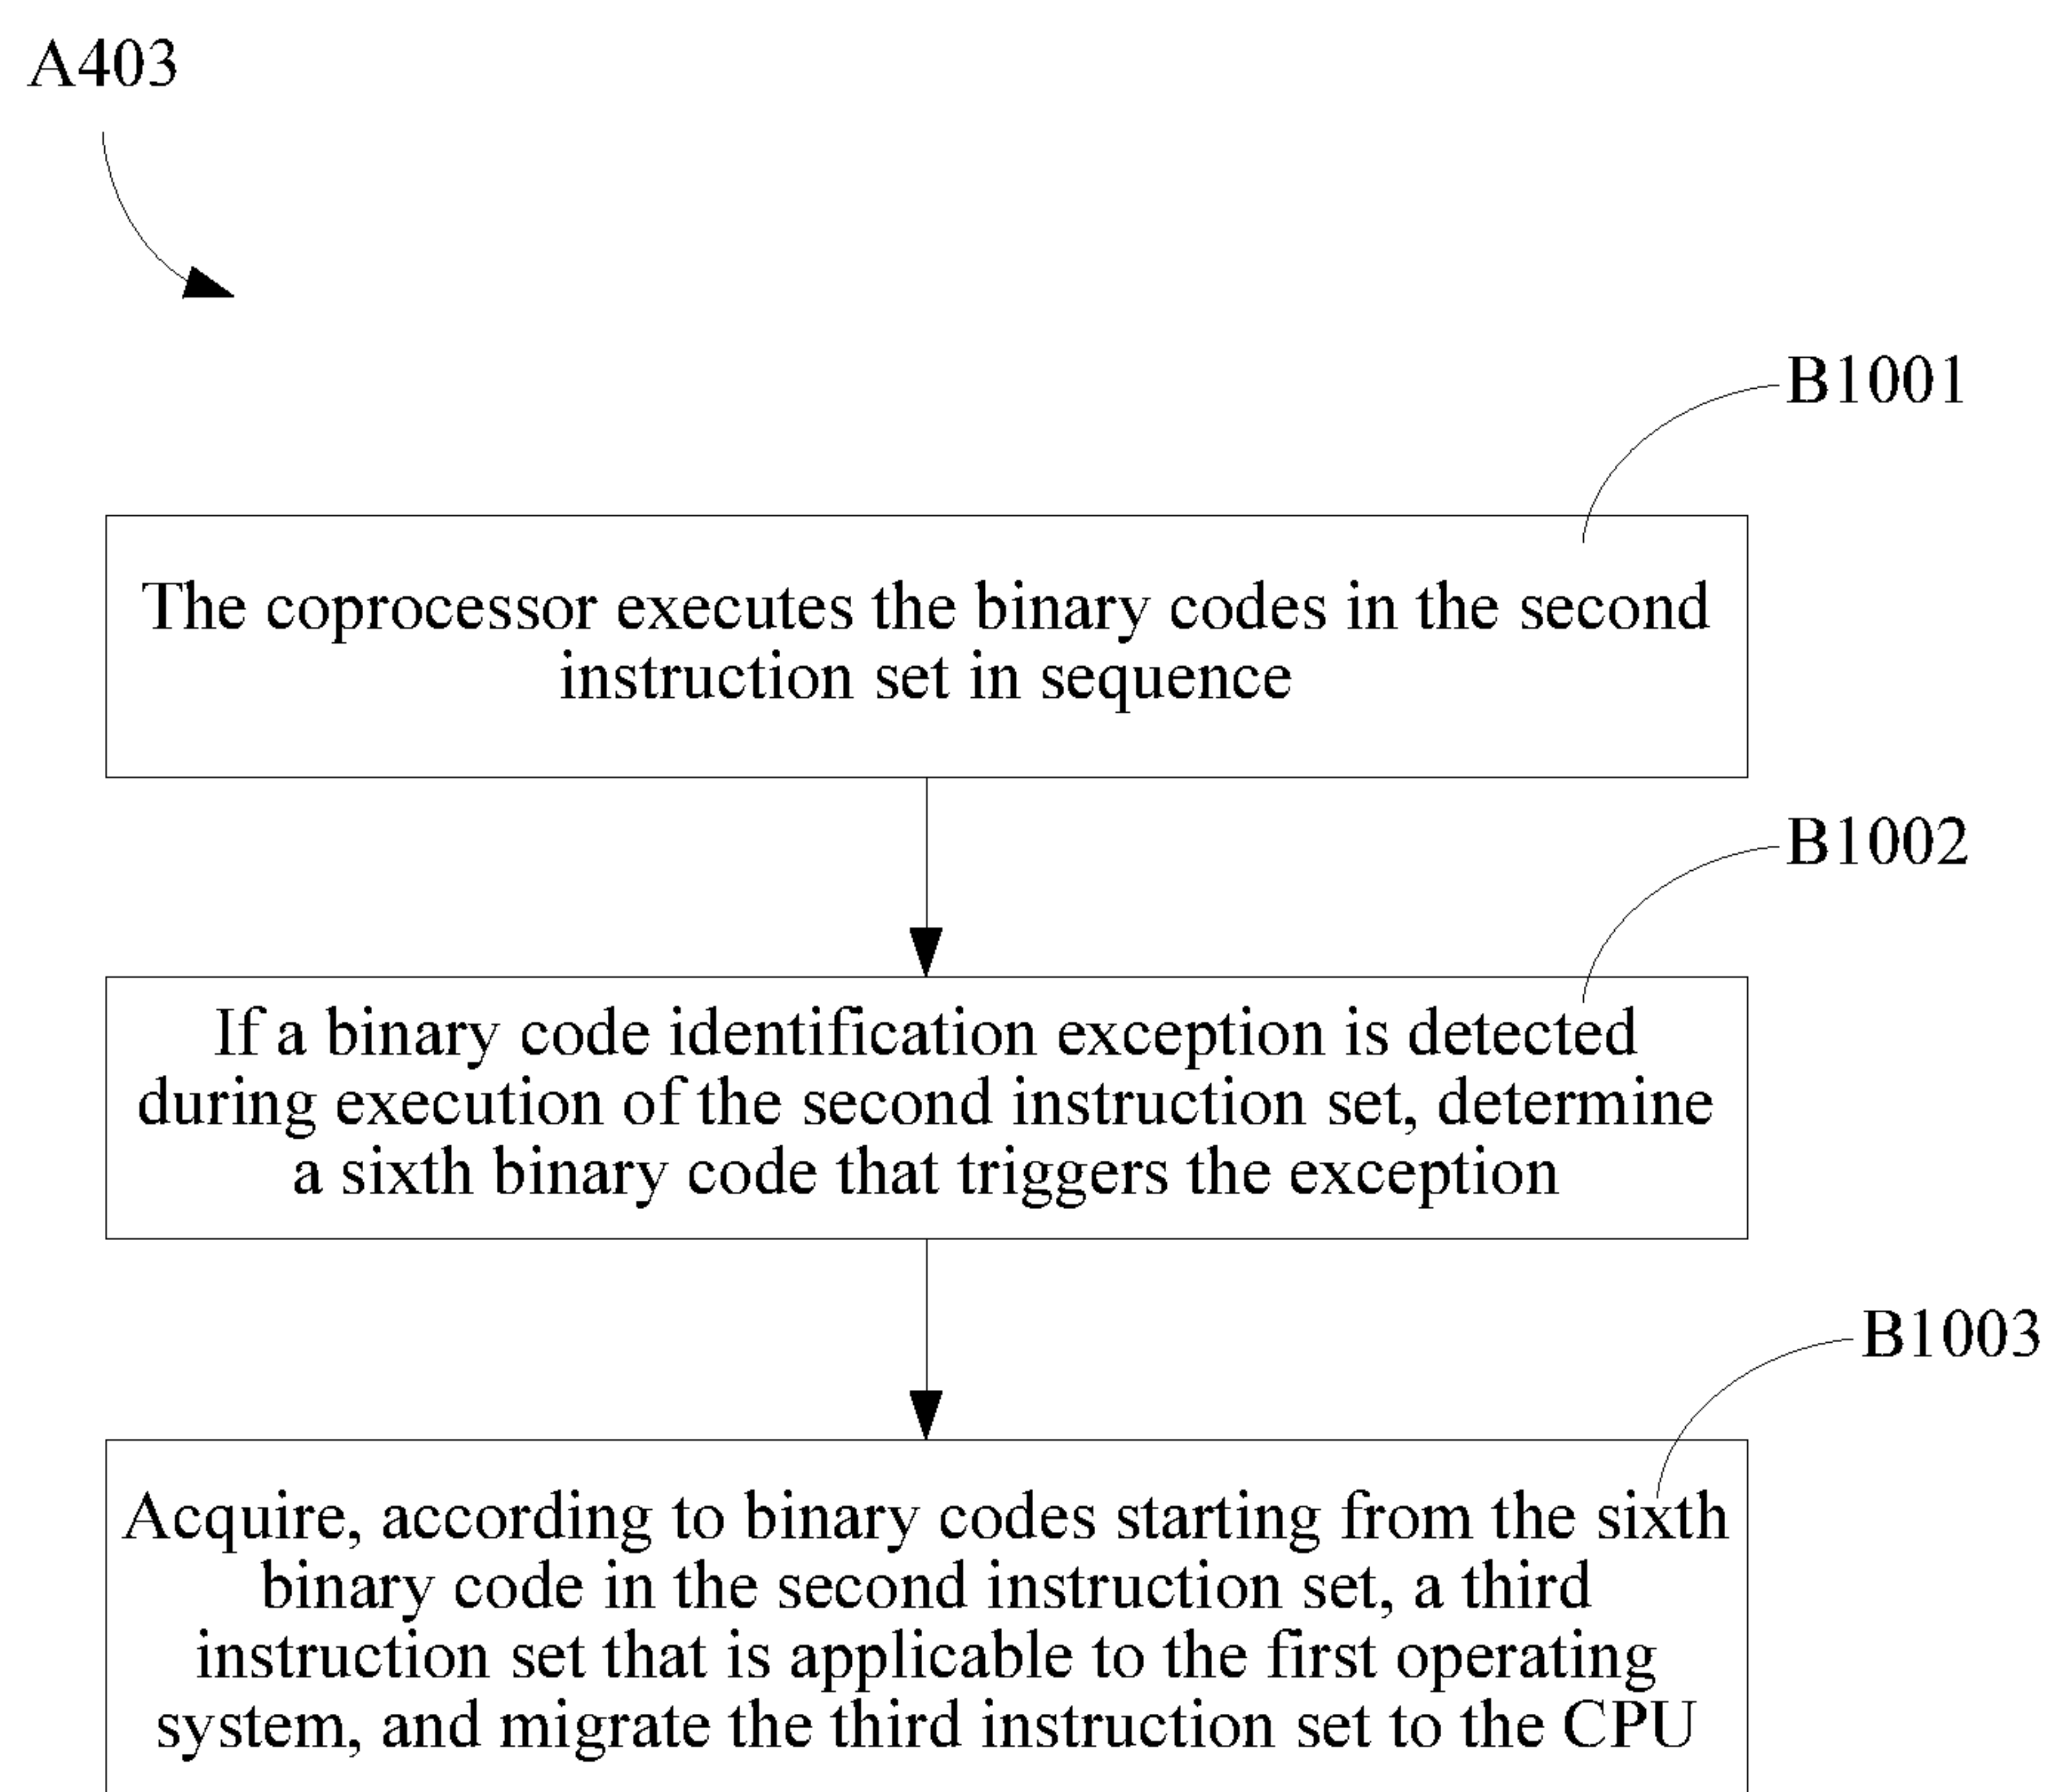 A403
B1001
The coprocessor executes the binary codes in the second
instruction set in sequence
B1002
If a binary code identification exception is detected
during execution of the second instruction set, determine
a sixth binary code that triggers the exception
B1003
Acquire, according to binary codes starting from the sixth
binary code in the second instruction set, a third
instruction set that is applicable to the first operating
system, and migrate the third instruction set to the CPU